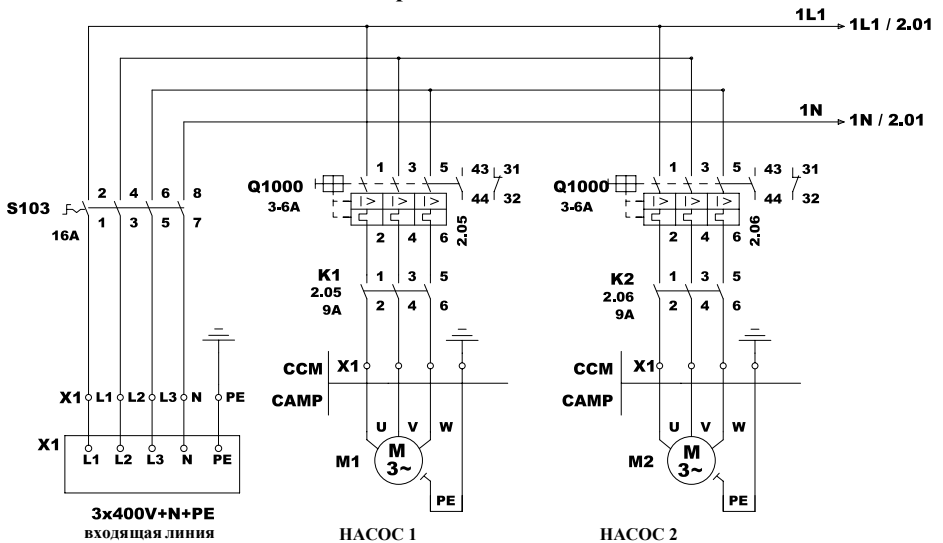 1L1
1L1 / 2.01
1N
1N / 2.01
1 3 5 43 31
Q1000
3-6A
44 32
I> I> I>
2 4 6
2.05
1 3 5 43 31
Q1000
3-6A
44 32
I> I> I>
2 4 6
2.06
2 4 6 8
S103
16A
1 3 5 7
K1
2.05
9A
1 3 5
2 4 6
K2
2.06
9A
1 3 5
2 4 6
CCM X1
CAMP
CCM X1
CAMP
X1 L1 L2 L3 N PE
X1
L1 L2 L3 N PE
U V W
M1
M
3~
PE
U V W
M2
M
3~
PE
3x400V+N+PE
входящая линия
НАСОС 1
НАСОС 2